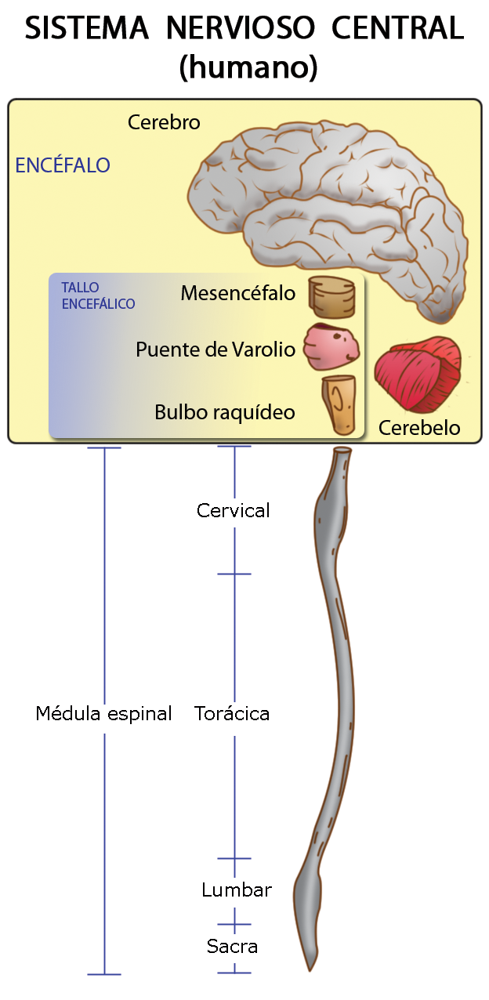 SISTEMA NERVIOSO CENTRAL
(humano)
Cerebro
ENCÉFALO
TALLO
ENCEFÁLICO
Mesencéfalo
Puente de Varolio
Bulbo raquídeo
Cerebelo
Cervical
Médula espinal
Torácica
Lumbar
Sacra